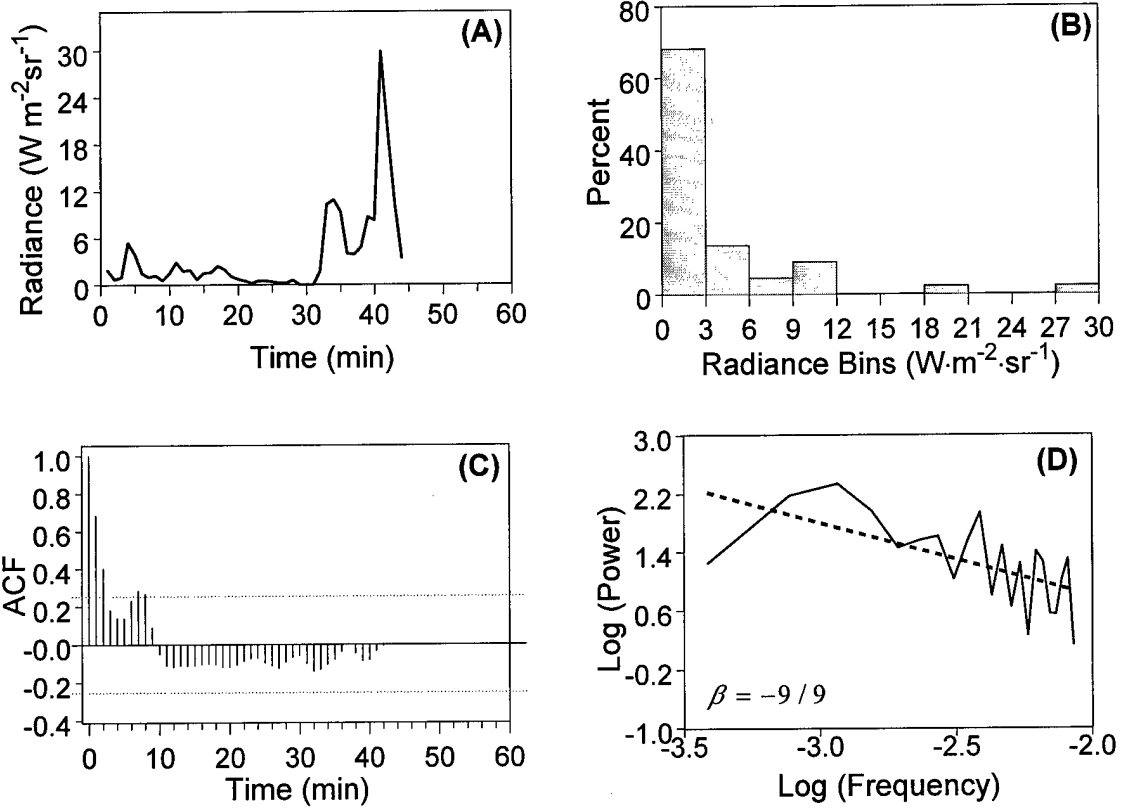 (A)
Radiance (W m⁻²sr⁻¹)
30
24
18
12
6
0
0 10 20 30 40 50 60
Time (min)
(B)
Percent
80
60
40
20
0
0 3 6 9 12 15 18 21 24 27 30
Radiance Bins (W·m⁻²·sr⁻¹)
(C)
ACF
1.0
0.8
0.6
0.4
0.2
-0.0
-0.2
-0.4
0 10 20 30 40 50 60
Time (min)
(D)
Log (Power)
3.0
2.2
1.4
0.6
-0.2
-1.0
β = −9 / 9
-3.5 -3.0 -2.5 -2.0
Log (Frequency)